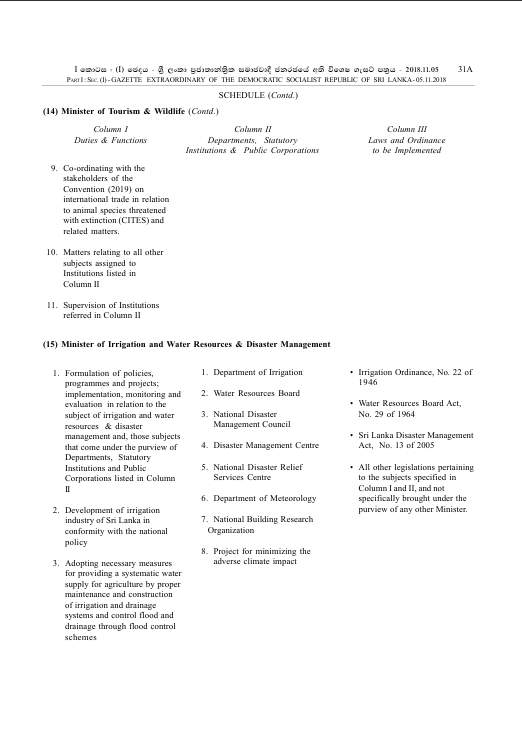 I කොටස - (I) ඡෙදය - ශ්‍රී ලංකා ප්‍රජාතාන්ත්‍රික සමාජවාදී ජනරජයේ අති විශෙෂ ගැසට් පත්‍රය - 2018.11.05 31A
PART I : SEC. (I) - GAZETTE EXTRAORDINARY OF THE DEMOCRATIC SOCIALIST REPUBLIC OF SRI LANKA - 05.11.2018
SCHEDULE (Contd.)
(14) Minister of Tourism & Wildlife (Contd.)
Column I
Duties & Functions
Column II
Departments, Statutory
Institutions & Public Corporations
Column III
Laws and Ordinance
to be Implemented
9. Co-ordinating with the
stakeholders of the
Convention (2019) on
international trade in relation
to animal species threatened
with extinction (CITES) and
related matters.
10. Matters relating to all other
subjects assigned to
Institutions listed in
Column II
11. Supervision of Institutions
referred in Column II
(15) Minister of Irrigation and Water Resources & Disaster Management
1. Formulation of policies,
programmes and projects;
implementation, monitoring and
evaluation in relation to the
subject of irrigation and water
resources & disaster
management and, those subjects
that come under the purview of
Departments, Statutory
Institutions and Public
Corporations listed in Column
II
2. Development of irrigation
industry of Sri Lanka in
conformity with the national
policy
3. Adopting necessary measures
for providing a systematic water
supply for agriculture by proper
maintenance and construction
of irrigation and drainage
systems and control flood and
drainage through flood control
schemes
1. Department of Irrigation
2. Water Resources Board
3. National Disaster
Management Council
4. Disaster Management Centre
5. National Disaster Relief
Services Centre
6. Department of Meteorology
7. National Building Research
Organization
8. Project for minimizing the
adverse climate impact
• Irrigation Ordinance, No. 22 of
1946
• Water Resources Board Act,
No. 29 of 1964
• Sri Lanka Disaster Management
Act, No. 13 of 2005
• All other legislations pertaining
to the subjects specified in
Column I and II, and not
specifically brought under the
purview of any other Minister.